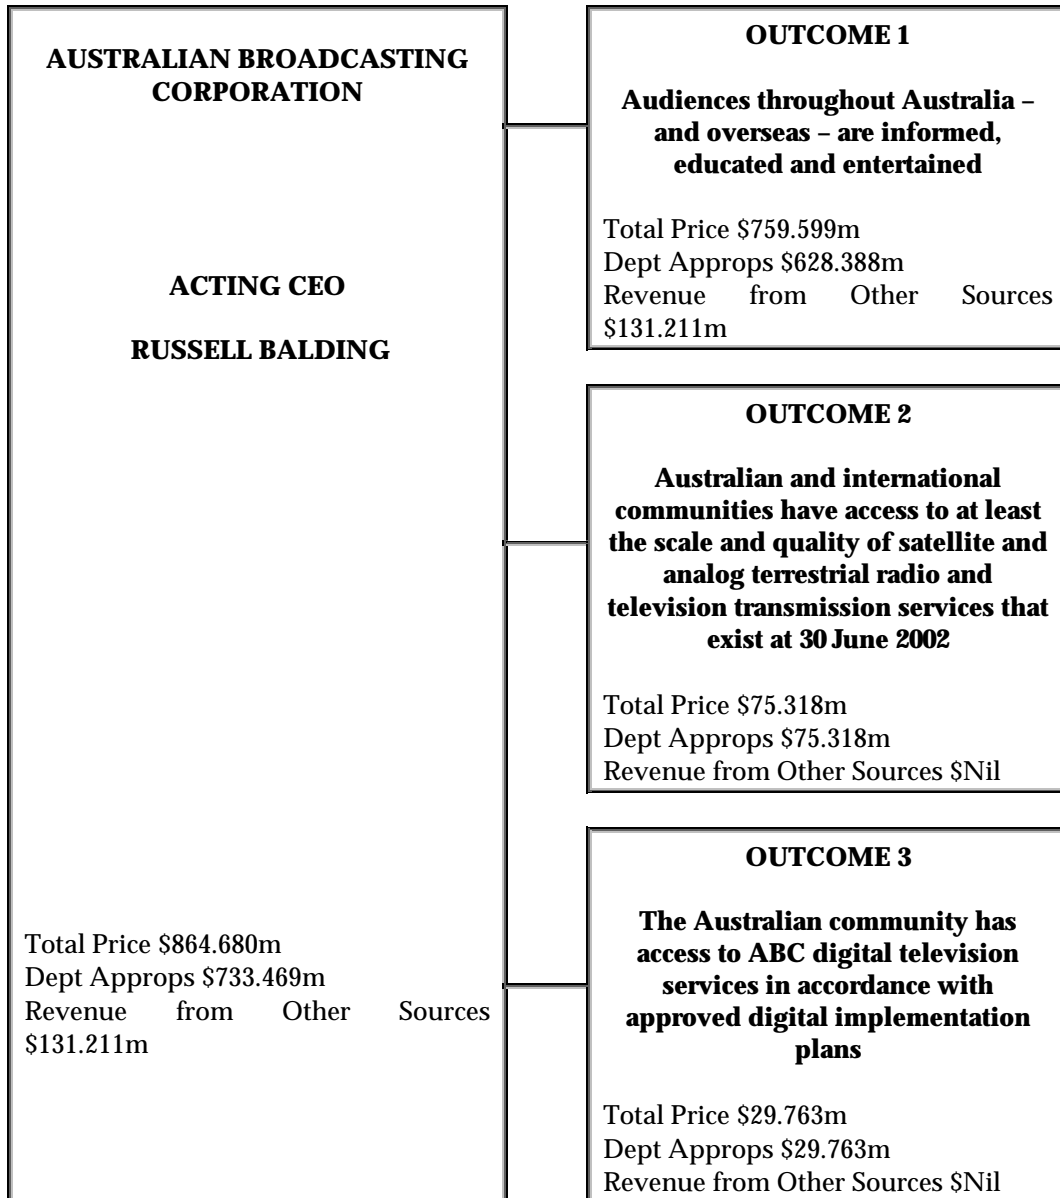 AUSTRALIAN BROADCASTING
CORPORATION
ACTING CEO
RUSSELL BALDING
Total Price $864.680m
Dept Approps $733.469m
Revenue from Other Sources
$131.211m
OUTCOME 1
Audiences throughout Australia –
and overseas – are informed,
educated and entertained
Total Price $759.599m
Dept Approps $628.388m
Revenue from Other Sources
$131.211m
OUTCOME 2
Australian and international
communities have access to at least
the scale and quality of satellite and
analog terrestrial radio and
television transmission services that
exist at 30 June 2002
Total Price $75.318m
Dept Approps $75.318m
Revenue from Other Sources $Nil
OUTCOME 3
The Australian community has
access to ABC digital television
services in accordance with
approved digital implementation
plans
Total Price $29.763m
Dept Approps $29.763m
Revenue from Other Sources $Nil